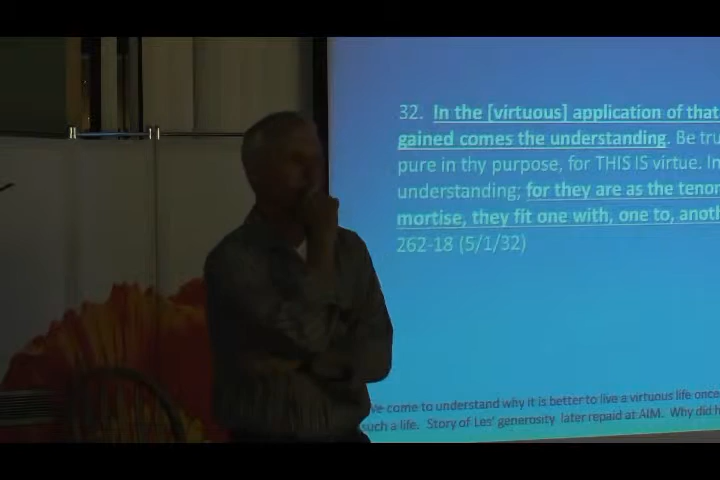 32. In the [virtuous] application of that
gained comes the understanding. Be tru
pure in thy purpose, for THIS IS virtue. In
understanding; for they are as the tenor
mortise, they fit one with, one to, anoth
262-18 (5/1/32)
We come to understand why it is better to live a virtuous life once
such a life. Story of Les' generosity later repaid at AIM. Why did h